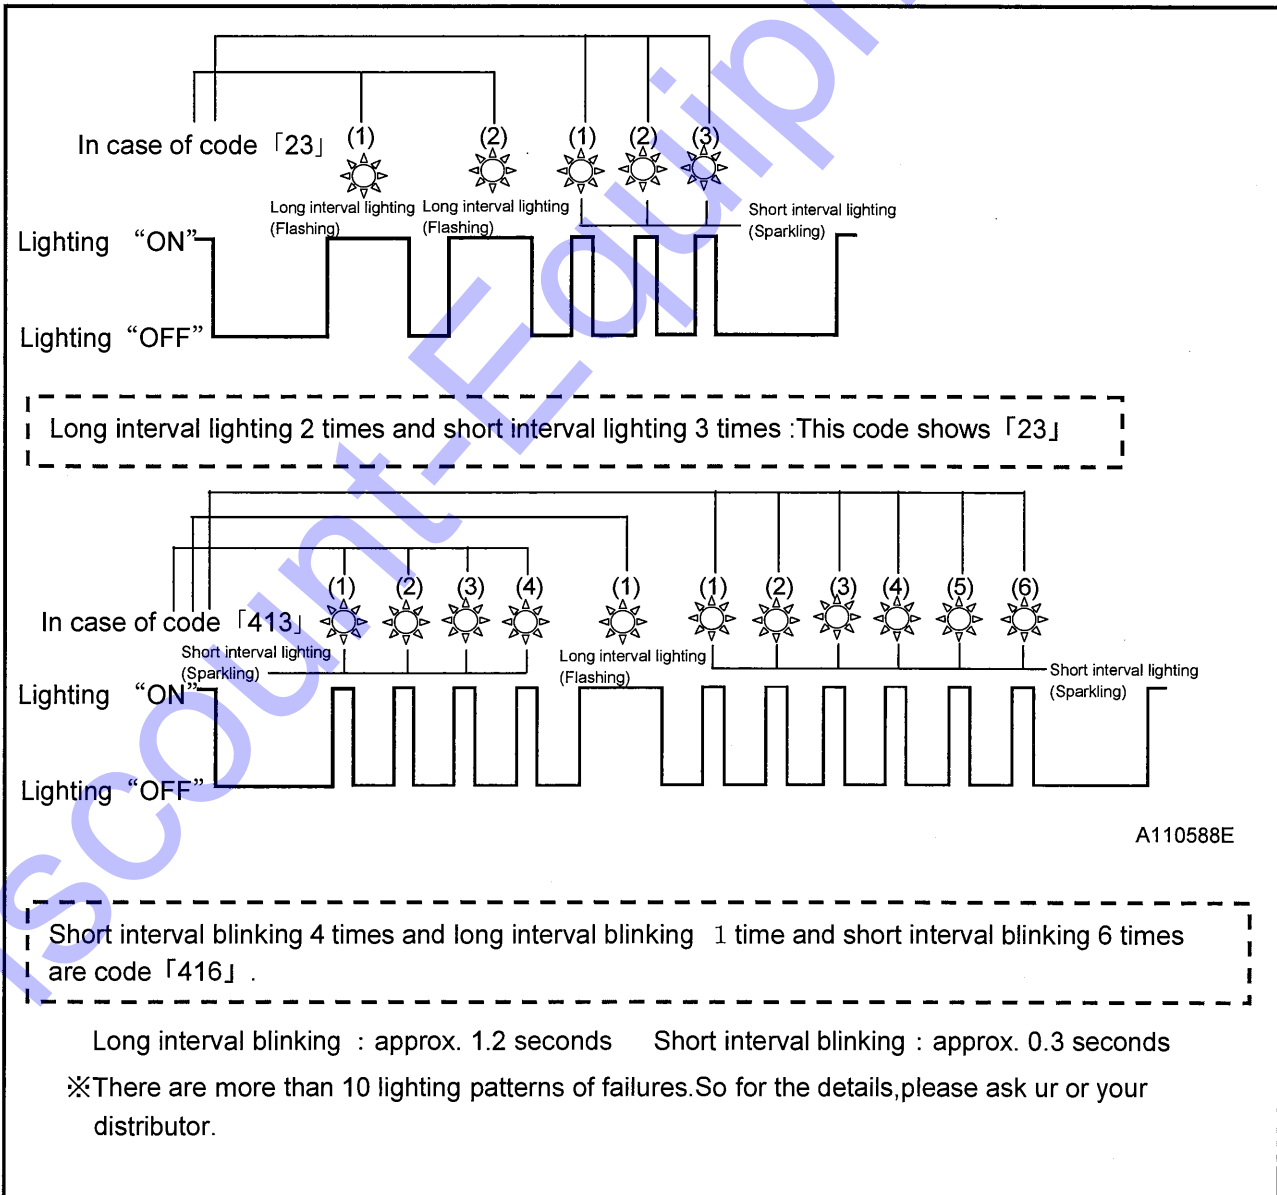 In case of code「23」 (1) (2) (1) (2) (3)
Long interval lighting
(Flashing)
Long interval lighting
(Flashing)
Short interval lighting
(Sparkling)
Lighting “ON”
Lighting “OFF”
Long interval lighting 2 times and short interval lighting 3 times :This code shows「23」
(1) (2) (3) (4) (1) (1) (2) (3) (4) (5) (6)
In case of code「413」
Short interval lighting
(Sparkling)
Long interval lighting
(Flashing)
Short interval lighting
(Sparkling)
Lighting “ON”
Lighting “OFF”
A110588E
Short interval blinking 4 times and long interval blinking 1 time and short interval blinking 6 times
are code「416」.
Long interval blinking : approx. 1.2 seconds Short interval blinking : approx. 0.3 seconds
※There are more than 10 lighting patterns of failures.So for the details,please ask ur or your
distributor.
iscount-Equip